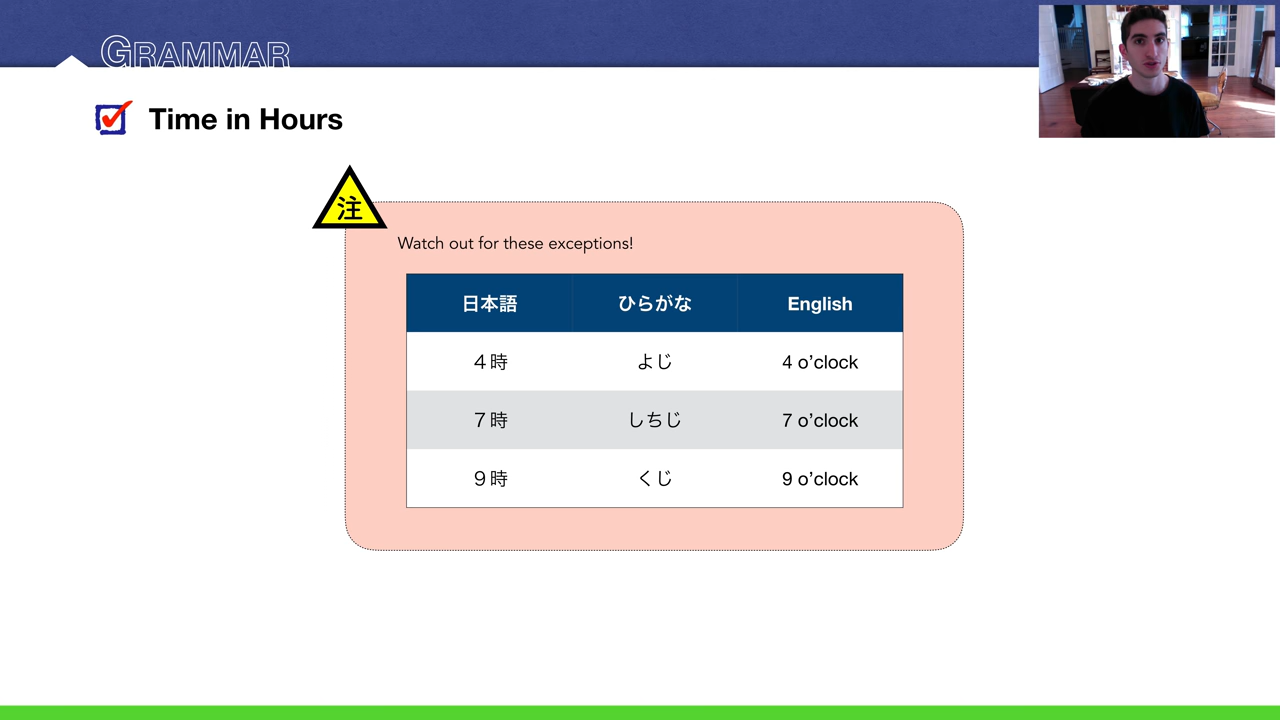 GRAMMAR
Time in Hours
注
Watch out for these exceptions!
日本語 ひらがな English
４時 よじ 4 o’clock
７時 しちじ 7 o’clock
９時 くじ 9 o’clock